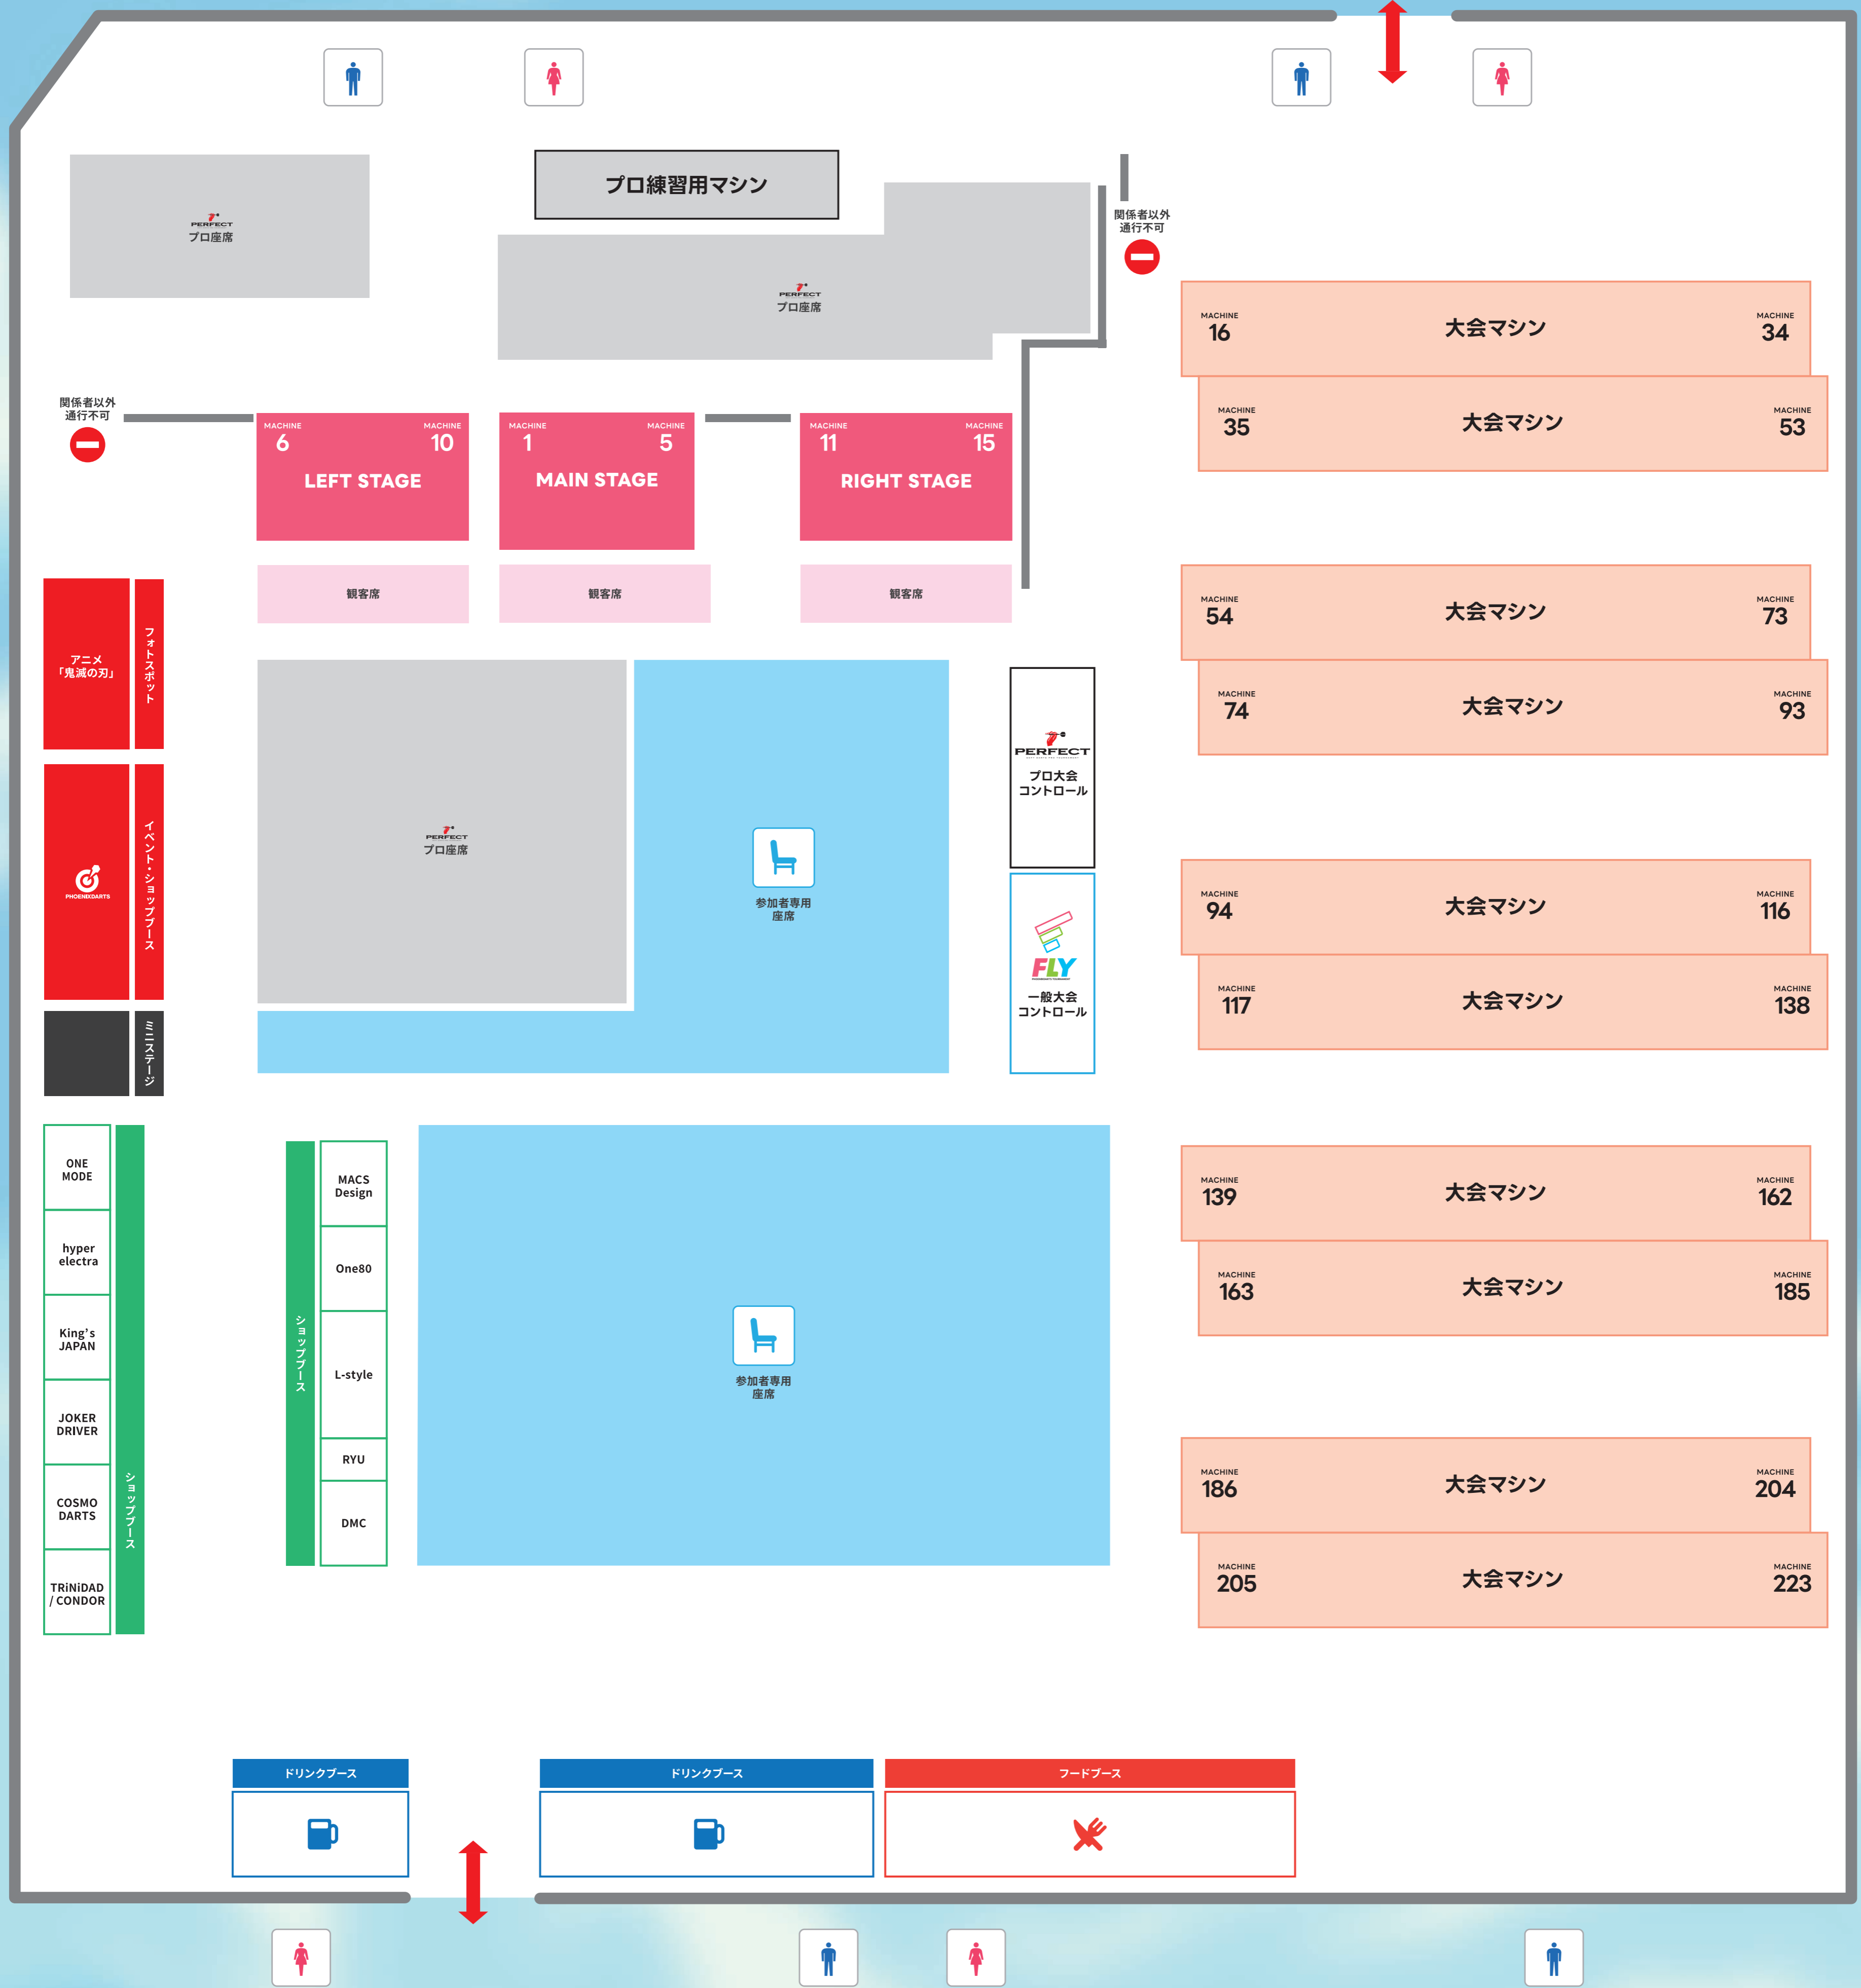 プロ練習用マシン
PERFECT
プロ座席
PERFECT
プロ座席
関係者以外
通行不可
MACHINE
16
大会マシン
MACHINE
34
MACHINE
35
大会マシン
MACHINE
53
関係者以外
通行不可
MACHINE
6
MACHINE
10
LEFT STAGE
MACHINE
1
MACHINE
5
MAIN STAGE
MACHINE
11
MACHINE
15
RIGHT STAGE
観客席
観客席
観客席
MACHINE
54
大会マシン
MACHINE
73
MACHINE
74
大会マシン
MACHINE
93
アニメ
「鬼滅の刃」
フォトスポット
PHOENIXDARTS
イベント・ショップブース
ミニステージ
PERFECT
プロ座席
参加者専用
座席
PERFECT
プロ大会
コントロール
FLY
一般大会
コントロール
MACHINE
94
大会マシン
MACHINE
116
MACHINE
117
大会マシン
MACHINE
138
ONE
MODE
hyper
electra
King's
JAPAN
JOKER
DRIVER
COSMO
DARTS
TRiNiDAD
/ CONDOR
ショップブース
ショップブース
MACS
Design
One80
L-style
RYU
DMC
参加者専用
座席
MACHINE
139
大会マシン
MACHINE
162
MACHINE
163
大会マシン
MACHINE
185
MACHINE
186
大会マシン
MACHINE
204
MACHINE
205
大会マシン
MACHINE
223
ドリンクブース
ドリンクブース
フードブース